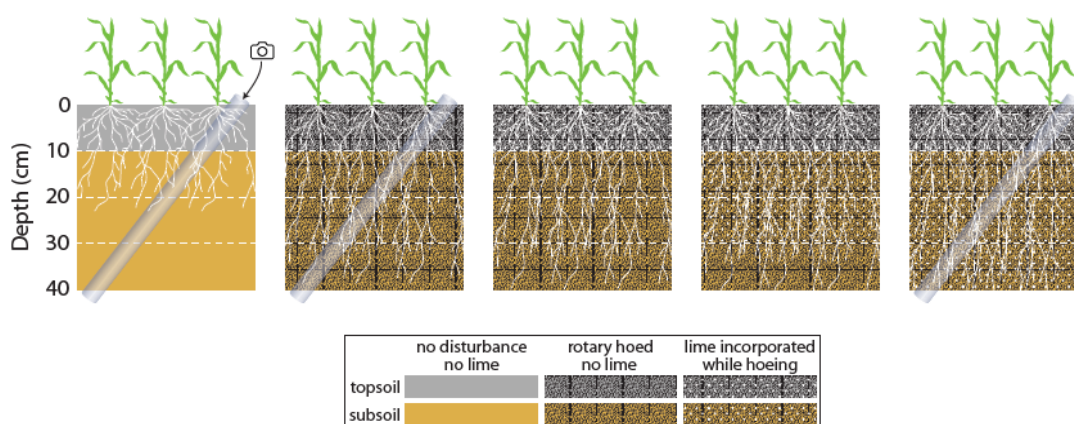 Depth (cm)
0
10
20
30
40
no disturbance
no lime
rotary hoed
no lime
lime incorporated
while hoeing
topsoil
subsoil